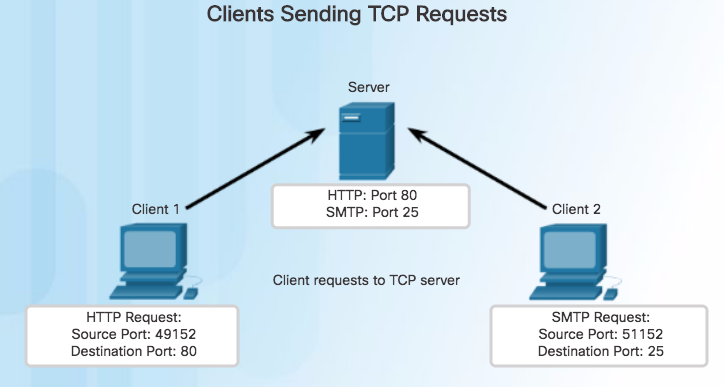 Clients Sending TCP Requests
Server
HTTP: Port 80
SMTP: Port 25
Client 1
Client 2
Client requests to TCP server
HTTP Request:
Source Port: 49152
Destination Port: 80
SMTP Request:
Source Port: 51152
Destination Port: 25